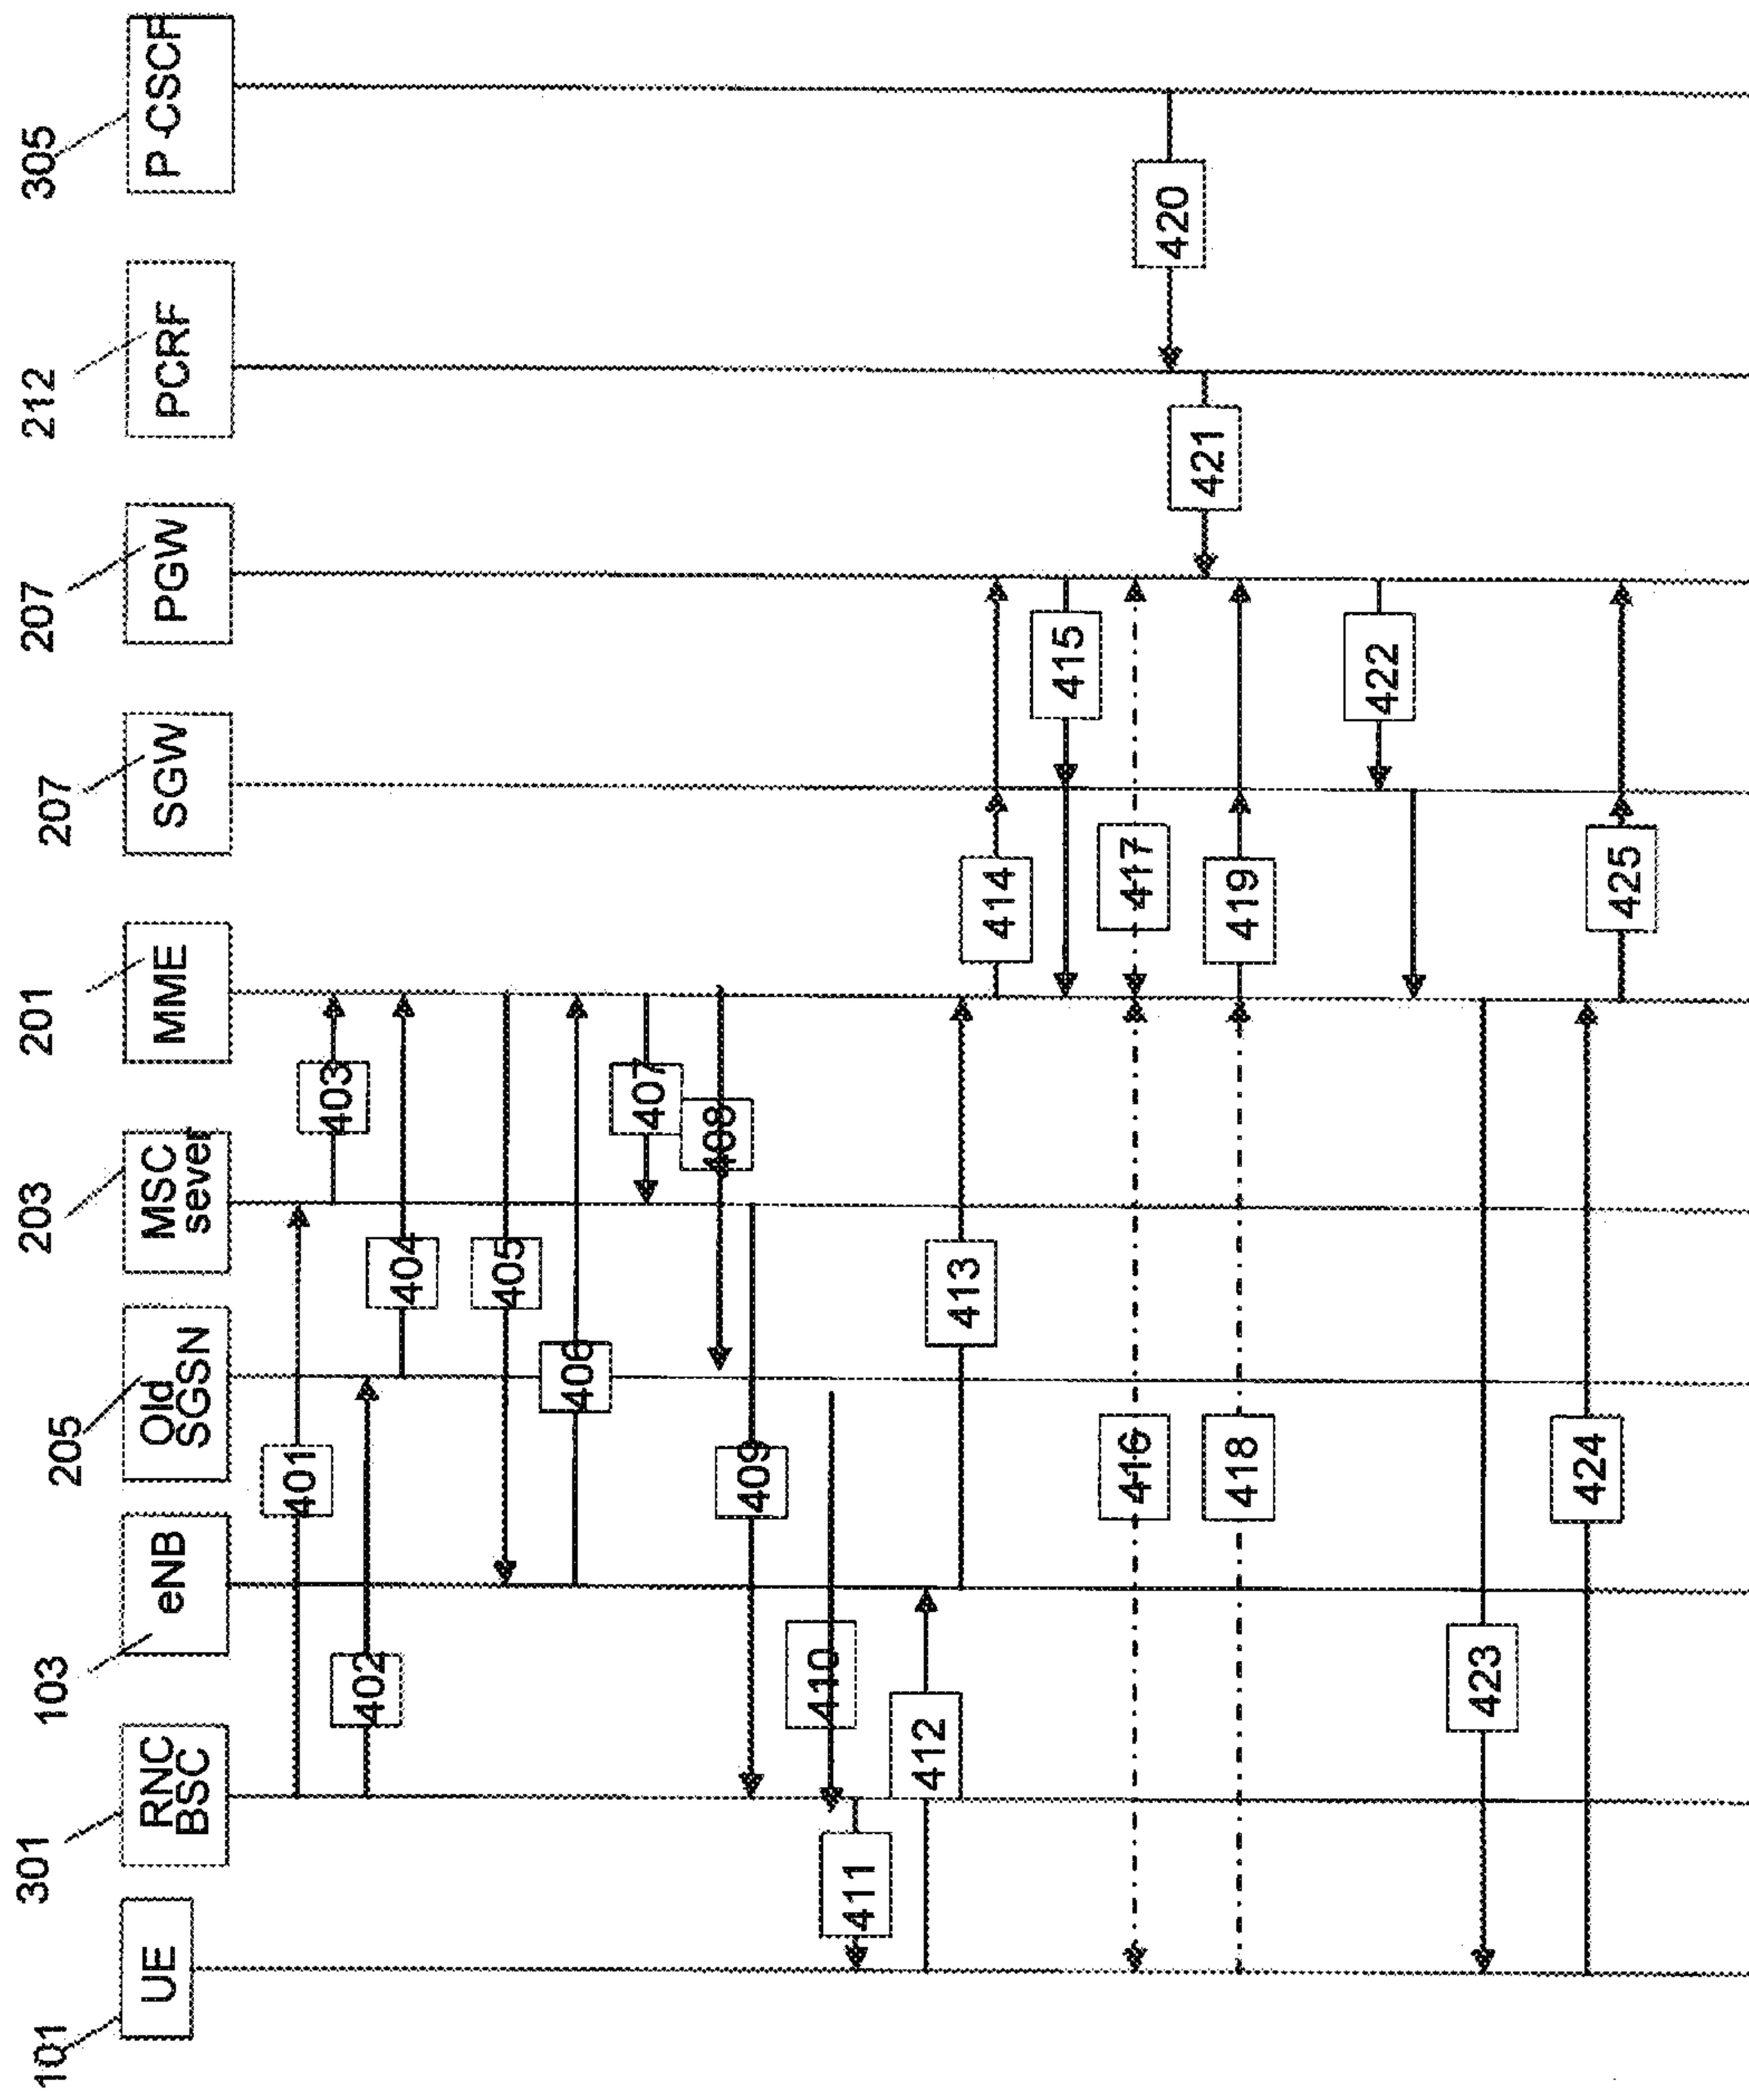 101
301
103
205
203
201
207
207
212
305
UE
RNC
BSC
eNB
Old
SGSN
MSC
sever
MME
SGW
PGW
PCRF
P -CSCF
401
402
403
404
405
406
407
408
409
410
411
412
413
414
415
416
417
418
419
420
421
422
423
424
425